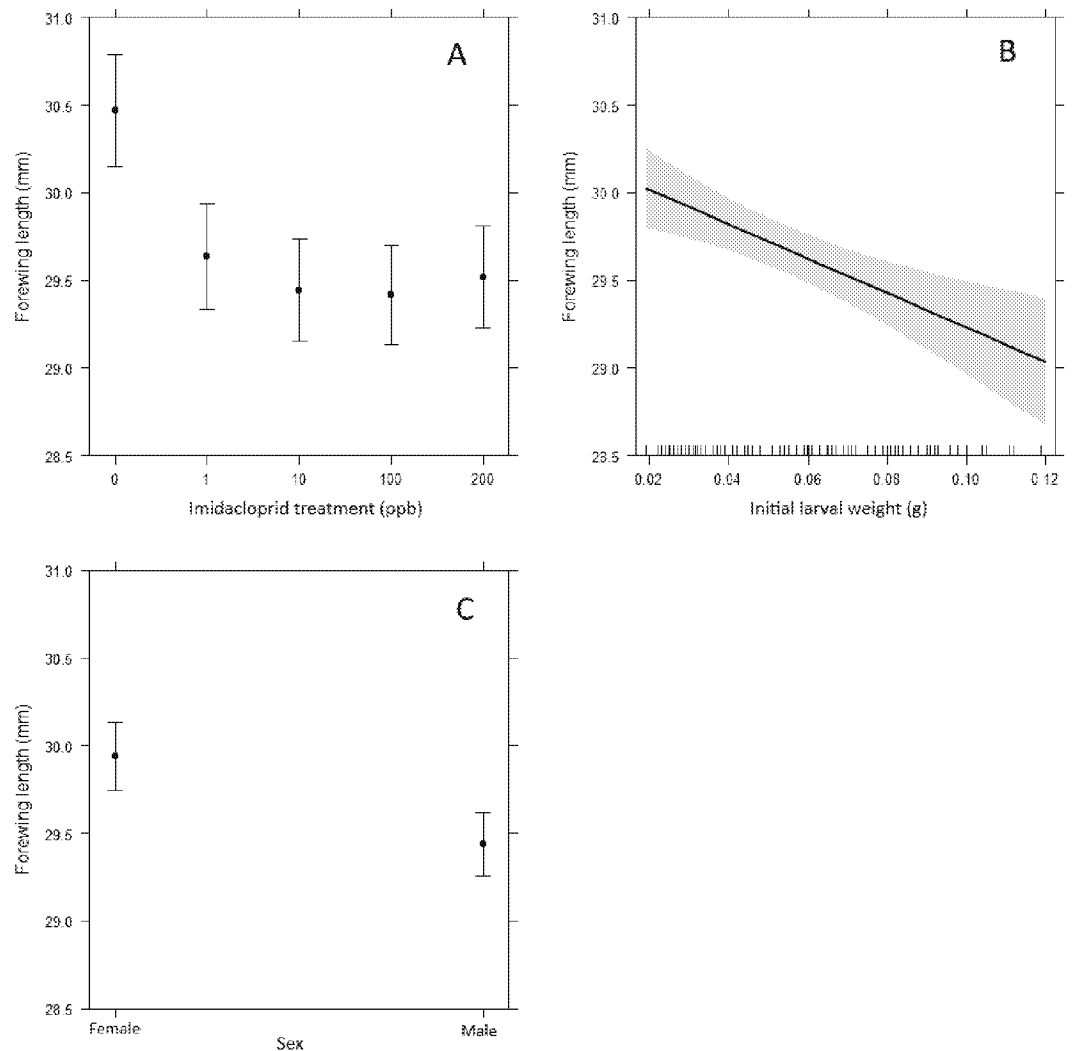 A
31.0
30.5
30.0
29.5
29.0
28.5
Forewing length (mm)
0 1 10 100 200
Imidacloprid treatment (ppb)
B
31.0
30.5
30.0
29.5
29.0
28.5
Forewing length (mm)
0.02 0.04 0.06 0.08 0.10 0.12
Initial larval weight (g)
C
31.0
30.5
30.0
29.5
29.0
28.5
Forewing length (mm)
Female Male
Sex